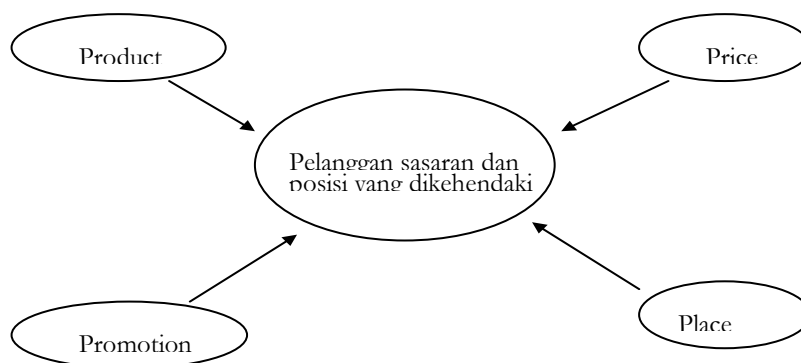 Product
Price
Pelanggan sasaran dan
posisi yang dikehendaki
Promotion
Place